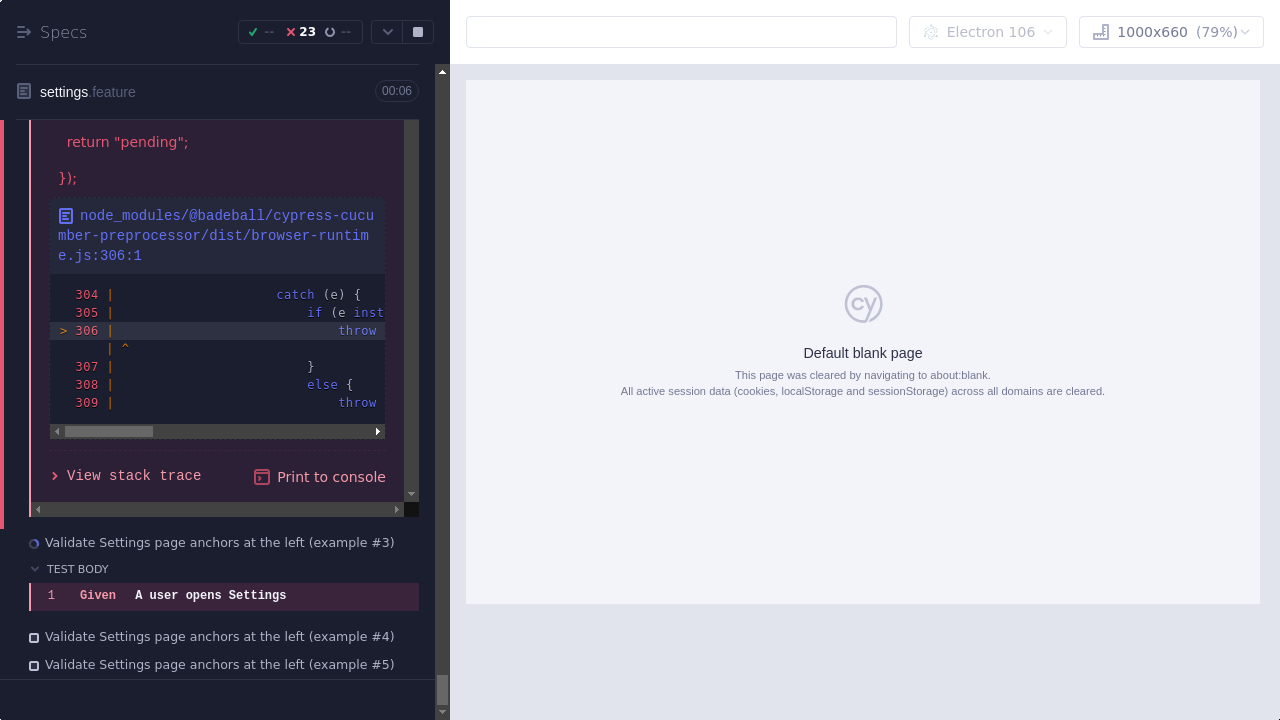 Specs
--
23
--
Electron 106
1000x660 (79%)
settings.feature
00:06
return "pending";
});
node_modules/@badeball/cypress-cucu
mber-preprocessor/dist/browser-runtim
e.js:306:1
304 | catch (e) {
305 | if (e inst
> 306 | throw
| ^
307 | }
308 | else {
309 | throw
View stack trace
Print to console
Validate Settings page anchors at the left (example #3)
TEST BODY
1 Given A user opens Settings
Validate Settings page anchors at the left (example #4)
Validate Settings page anchors at the left (example #5)
cy
Default blank page
This page was cleared by navigating to about:blank.
All active session data (cookies, localStorage and sessionStorage) across all domains are cleared.